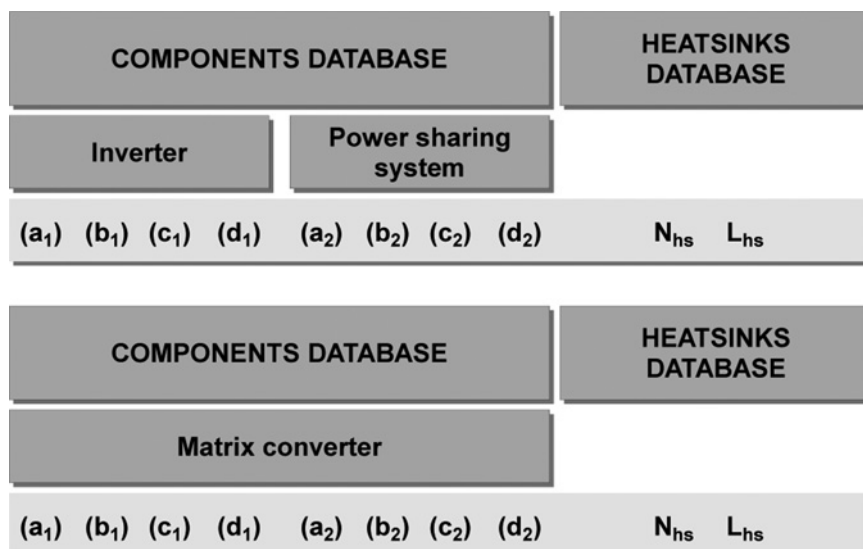 COMPONENTS DATABASE
HEATSINKS
DATABASE
Inverter
Power sharing
system
(a₁) (b₁) (c₁) (d₁) (a₂) (b₂) (c₂) (d₂) Nhs Lhs
COMPONENTS DATABASE
HEATSINKS
DATABASE
Matrix converter
(a₁) (b₁) (c₁) (d₁) (a₂) (b₂) (c₂) (d₂) Nhs Lhs